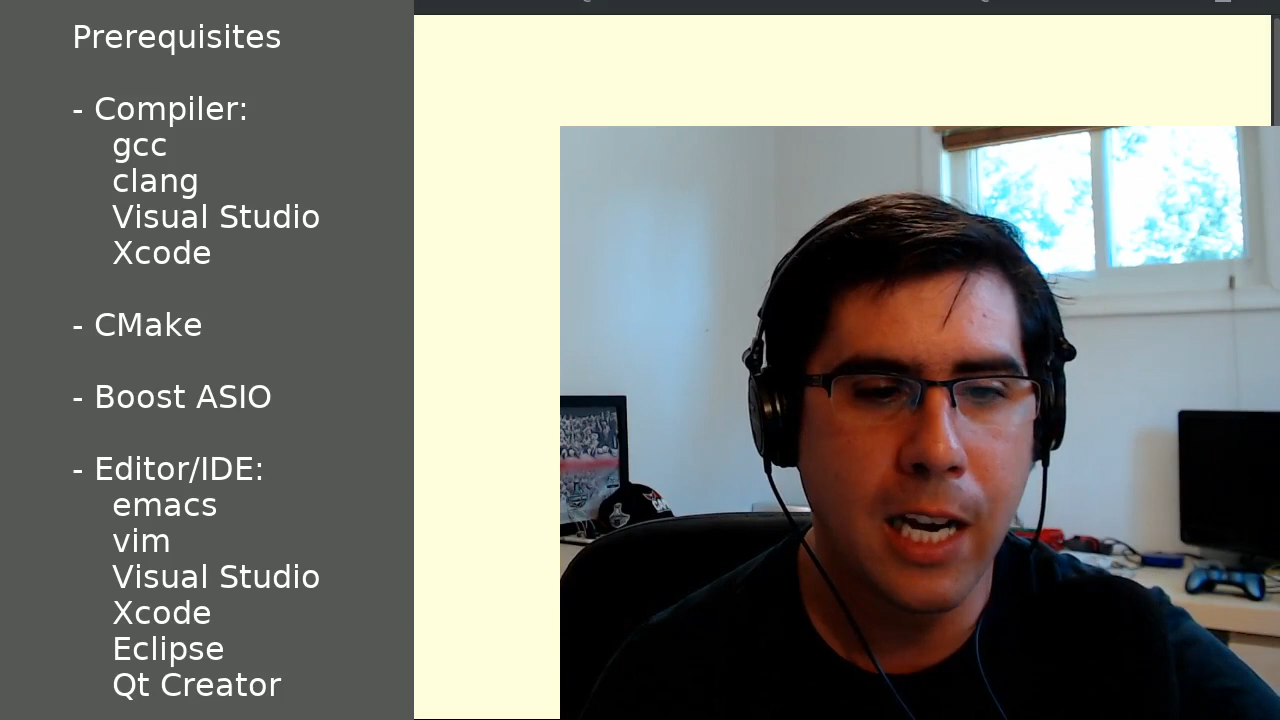 Prerequisites
- Compiler:
gcc
clang
Visual Studio
Xcode
- CMake
- Boost ASIO
- Editor/IDE:
emacs
vim
Visual Studio
Xcode
Eclipse
Qt Creator